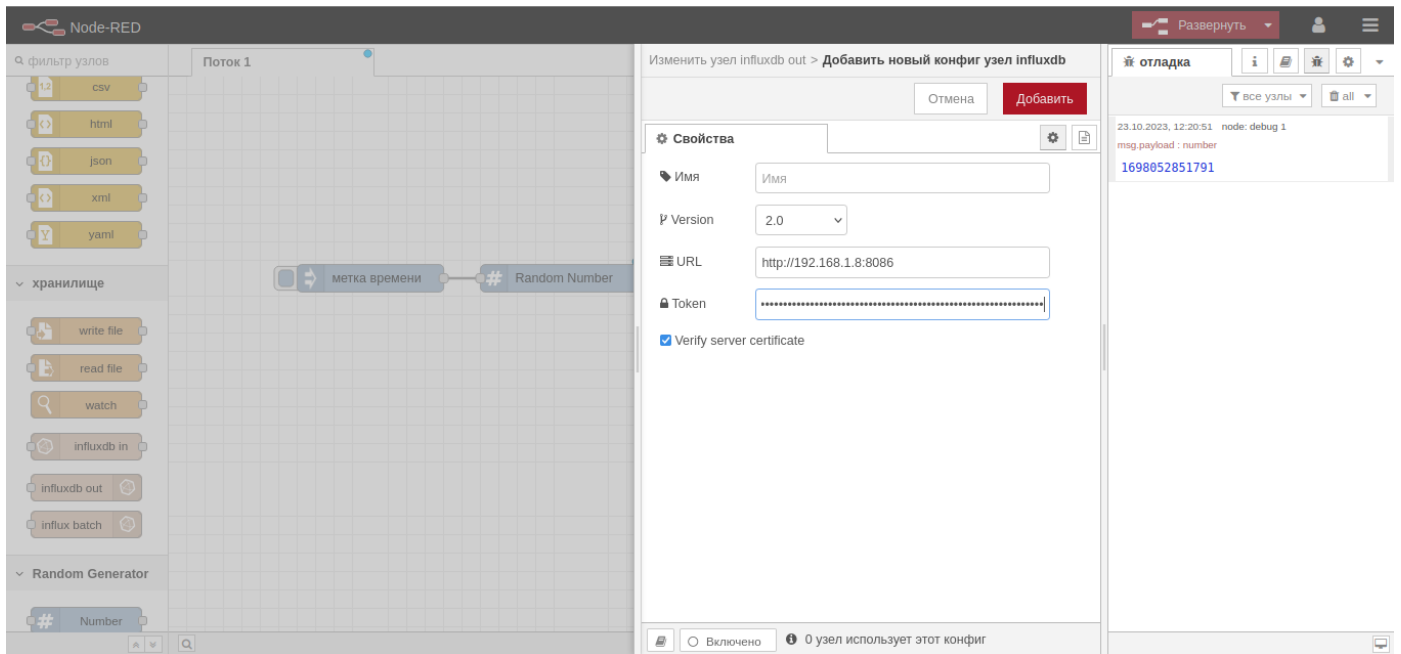 Node-RED
Развернуть
фильтр узлов
csv
html
json
xml
yaml
хранилище
write file
read file
watch
influxdb in
influxdb out
influx batch
Random Generator
Number
Поток 1
метка времени
Random Number
Изменить узел influxdb out > Добавить новый конфиг узел influxdb
Отмена
Добавить
Свойства
Имя
Имя
Version
2.0
URL
http://192.168.1.8:8086
Token
••••••••••••••••••••••••••••••••••••••••••••••••••••••••••••••••
Verify server certificate
Включено
0 узел использует этот конфиг
отладка
все узлы
all
23.10.2023, 12:20:51 node: debug 1
msg.payload : number
1698052851791